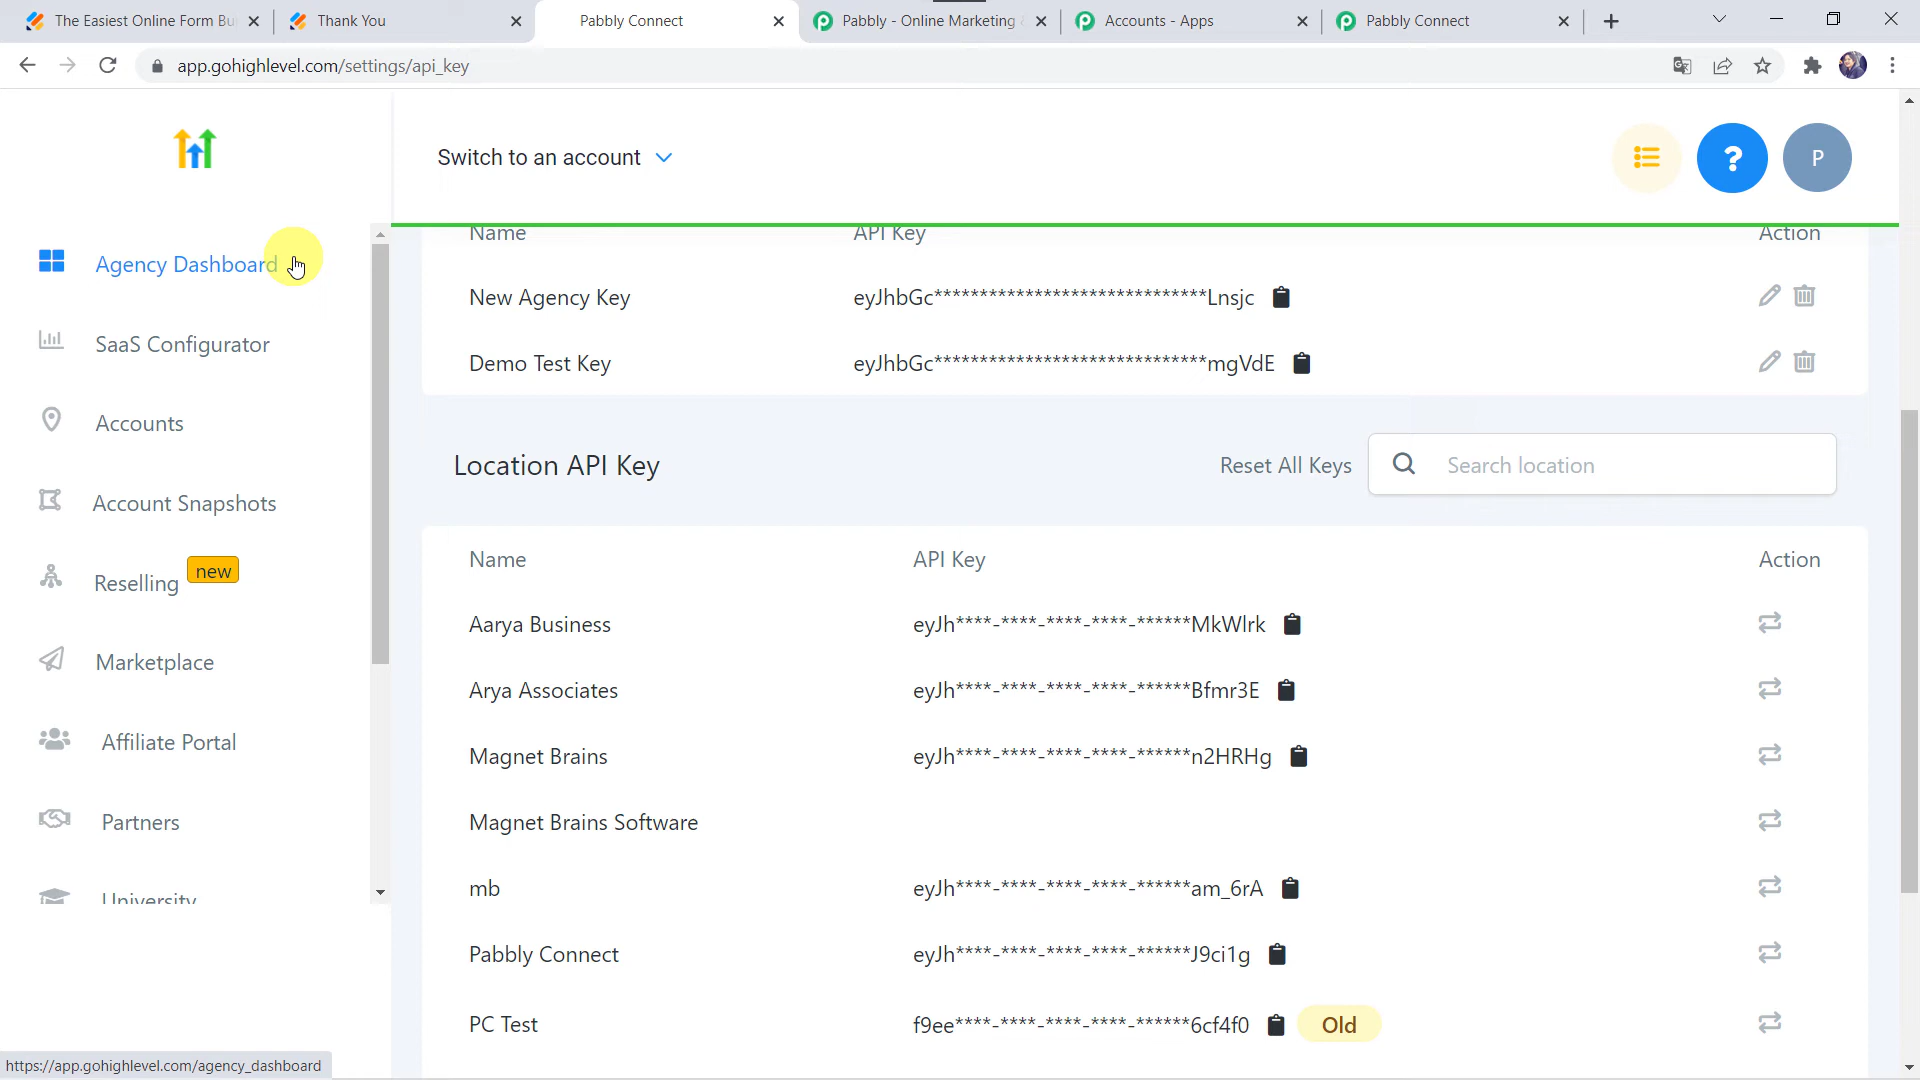 The Easiest Online Form Bu
Thank You
Pabbly Connect
Pabbly - Online Marketing
Accounts - Apps
Pabbly Connect
app.gohighlevel.com/settings/api_key
Switch to an account
?
P
Agency Dashboard
SaaS Configurator
Accounts
Account Snapshots
Reselling new
Marketplace
Affiliate Portal
Partners
University
Name API Key Action
New Agency Key eyJhbGc******************************Lnsjc
Demo Test Key eyJhbGc******************************mgVdE
Location API Key Reset All Keys Search location
Name API Key Action
Aarya Business eyJh****-****-****-****-******MkWlrk
Arya Associates eyJh****-****-****-****-******Bfmr3E
Magnet Brains eyJh****-****-****-****-******n2HRHg
Magnet Brains Software
mb eyJh****-****-****-****-******am_6rA
Pabbly Connect eyJh****-****-****-****-******J9ci1g
PC Test f9ee****-****-****-****-******6cf4f0 Old
https://app.gohighlevel.com/agency_dashboard